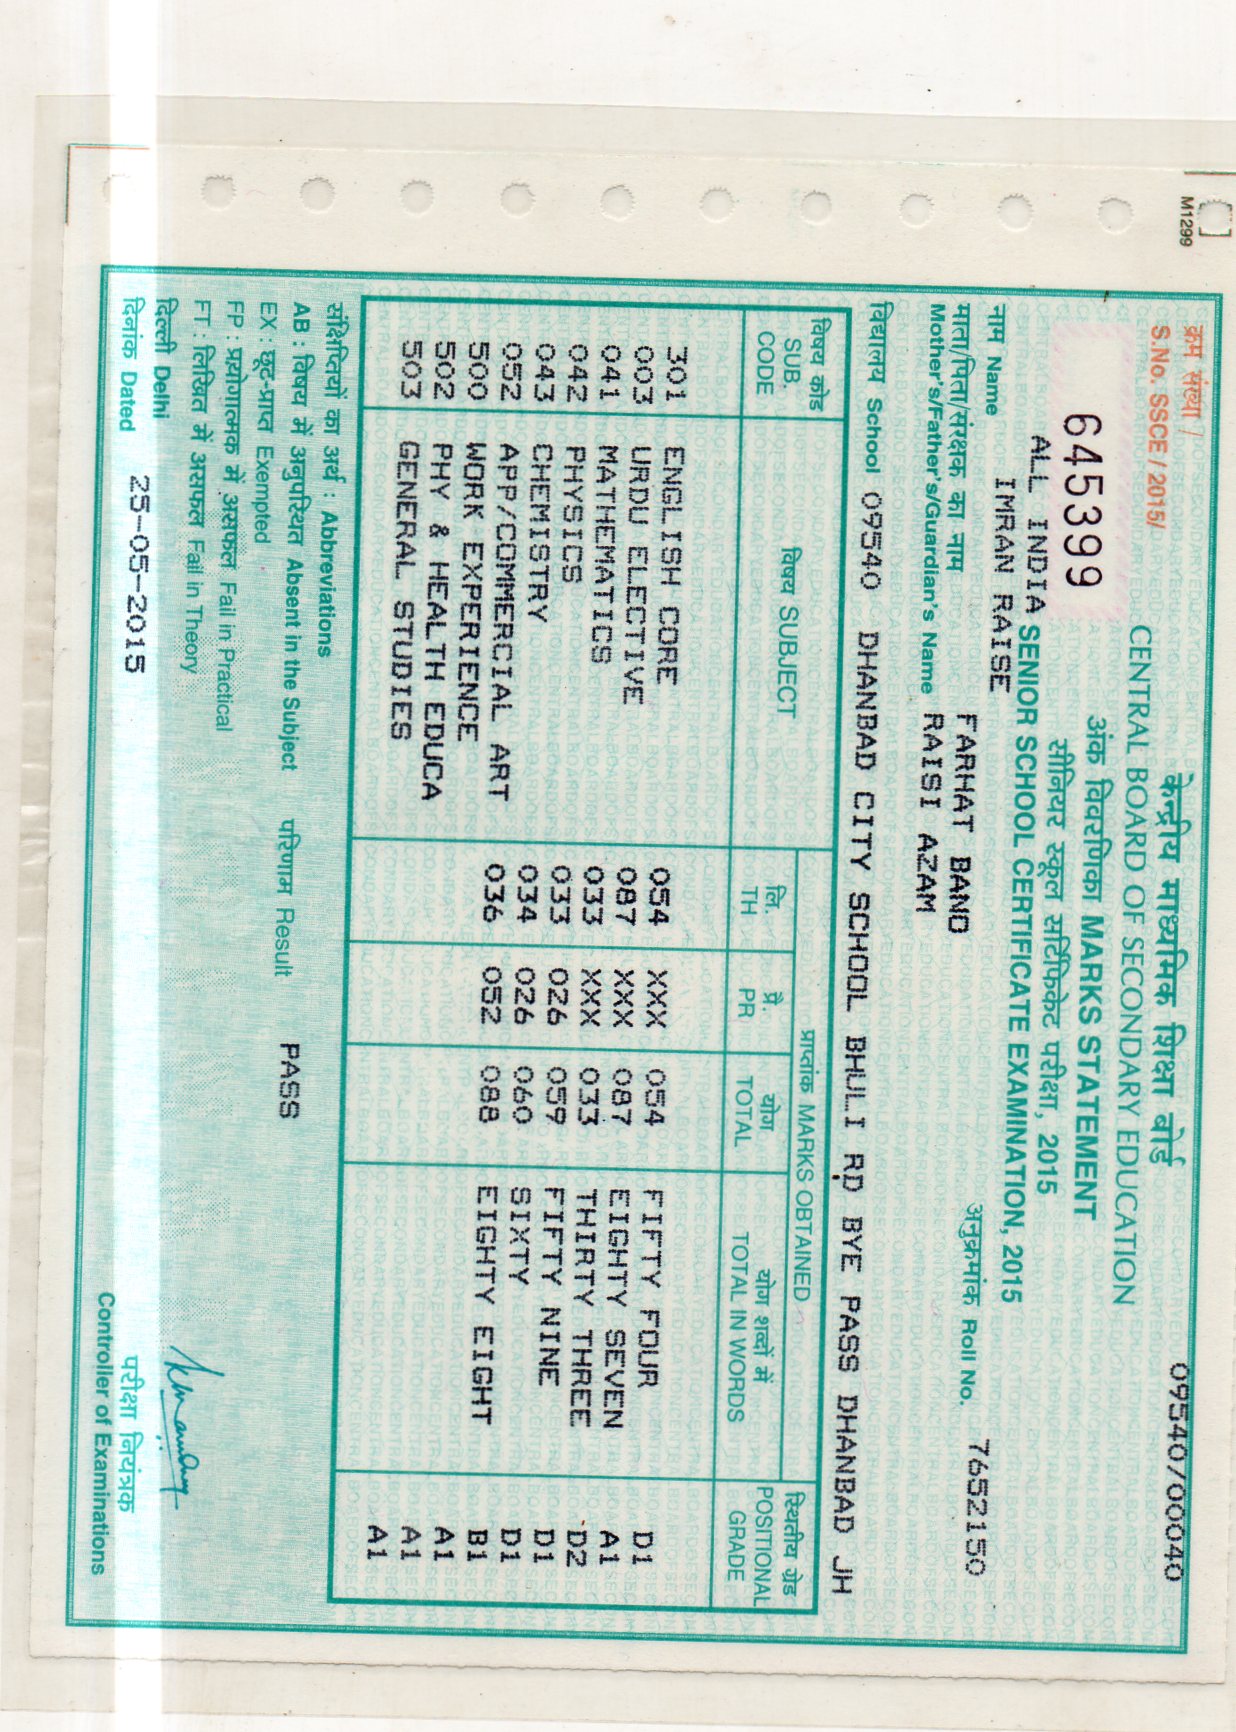 M1299
क्रम संख्या /
S.No. SSCE / 2015/
645399
09540/00040
केन्द्रीय माध्यमिक शिक्षा बोर्ड
CENTRAL BOARD OF SECONDARY EDUCATION
अंक विवरणिका MARKS STATEMENT
सीनियर स्कूल सर्टिफिकेट परीक्षा, 2015
ALL INDIA SENIOR SCHOOL CERTIFICATE EXAMINATION, 2015
नाम Name IMRAN RAISE अनुक्रमांक Roll No. 7652150
माता/पिता/संरक्षक का नाम FARHAT BANO
Mother's/Father's/Guardian's Name RAISI AZAM
विद्यालय School 09540 DHANBAD CITY SCHOOL BHULI RD BYE PASS DHANBAD JH
विषय कोड SUB. CODE विषय SUBJECT प्राप्तांक MARKS OBTAINED स्थितीय ग्रेड POSITIONAL GRADE
लि. TH प्रै. PR योग TOTAL योग शब्दों में TOTAL IN WORDS
301 ENGLISH CORE 054 XXX 054 FIFTY FOUR D1
003 URDU ELECTIVE 087 XXX 087 EIGHTY SEVEN A1
041 MATHEMATICS 033 XXX 033 THIRTY THREE D2
042 PHYSICS 033 026 059 FIFTY NINE D1
043 CHEMISTRY 034 026 060 SIXTY D1
052 APP/COMMERCIAL ART 036 052 088 EIGHTY EIGHT B1
500 WORK EXPERIENCE A1
502 PHY & HEALTH EDUCA A1
503 GENERAL STUDIES A1
संक्षिप्तियों का अर्थ : Abbreviations
AB : विषय में अनुपस्थित Absent in the Subject परिणाम Result PASS
EX : छूट-प्राप्त Exempted
FP : प्रयोगात्मक में असफल Fail in Practical
FT : लिखित में असफल Fail in Theory
दिल्ली Delhi
दिनांक Dated 25-05-2015
परीक्षा नियंत्रक
Controller of Examinations